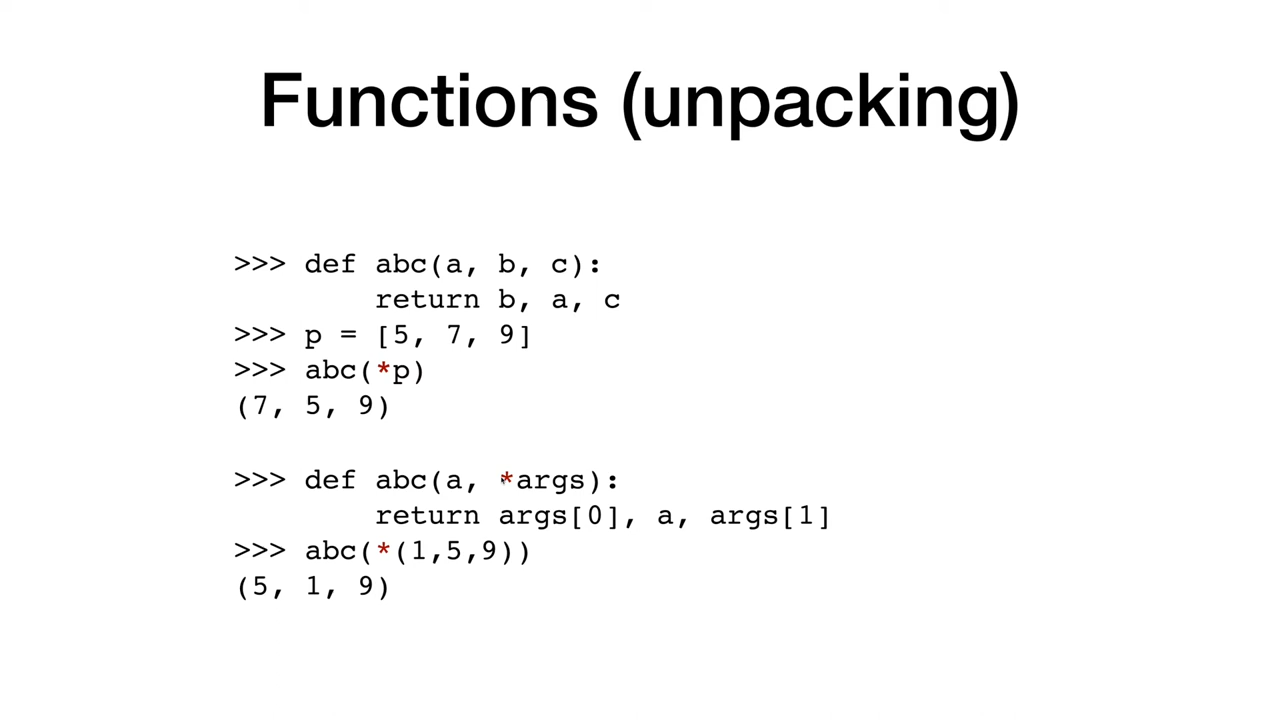 Functions (unpacking)
>>> def abc(a, b, c):
        return b, a, c
>>> p = [5, 7, 9]
>>> abc(*p)
(7, 5, 9)
>>> def abc(a, *args):
        return args[0], a, args[1]
>>> abc(*(1,5,9))
(5, 1, 9)